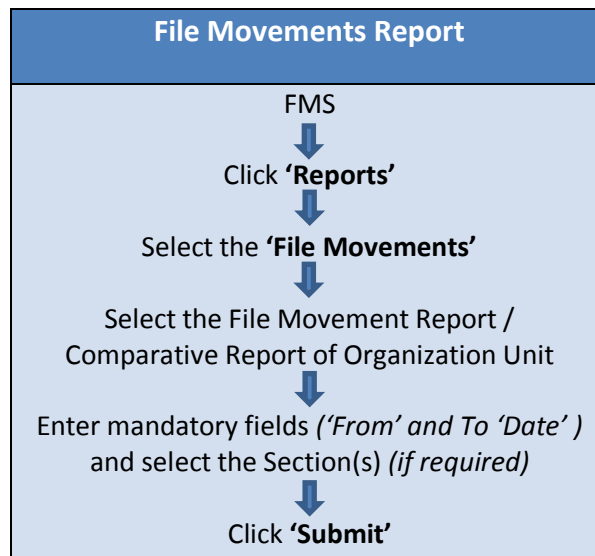 File Movements Report
FMS
Click ‘Reports’
Select the ‘File Movements’
Select the File Movement Report /
Comparative Report of Organization Unit
Enter mandatory fields (‘From’ and To ‘Date’ )
and select the Section(s) (if required)
Click ‘Submit’